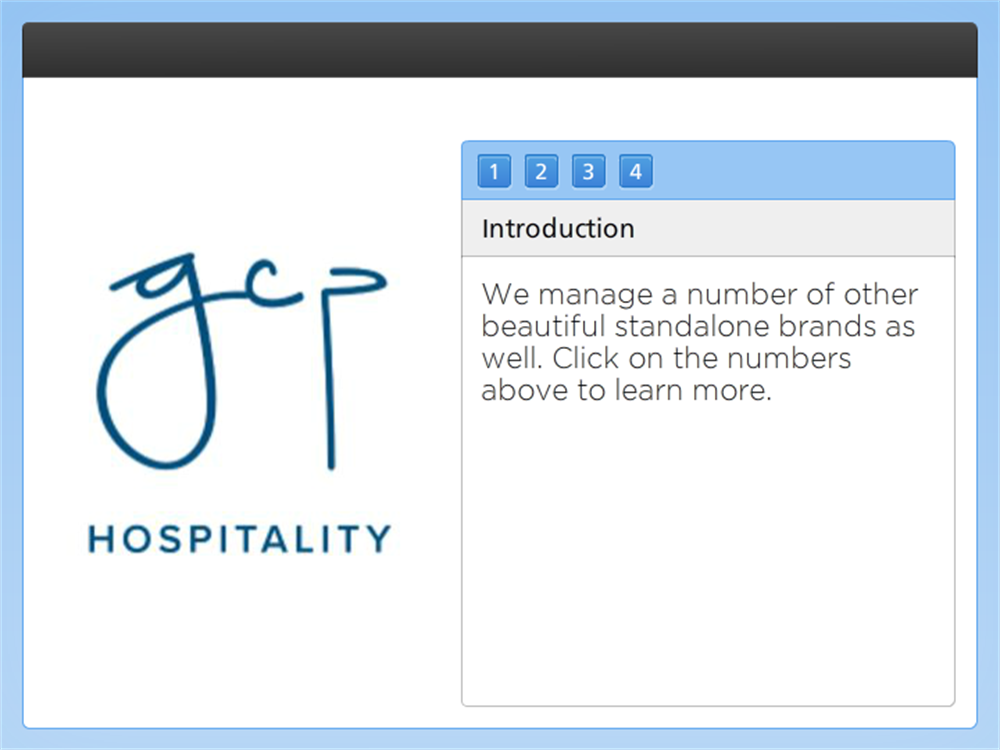 gcp
HOSPITALITY
1 2 3 4
Introduction
We manage a number of other
beautiful standalone brands as
well. Click on the numbers
above to learn more.